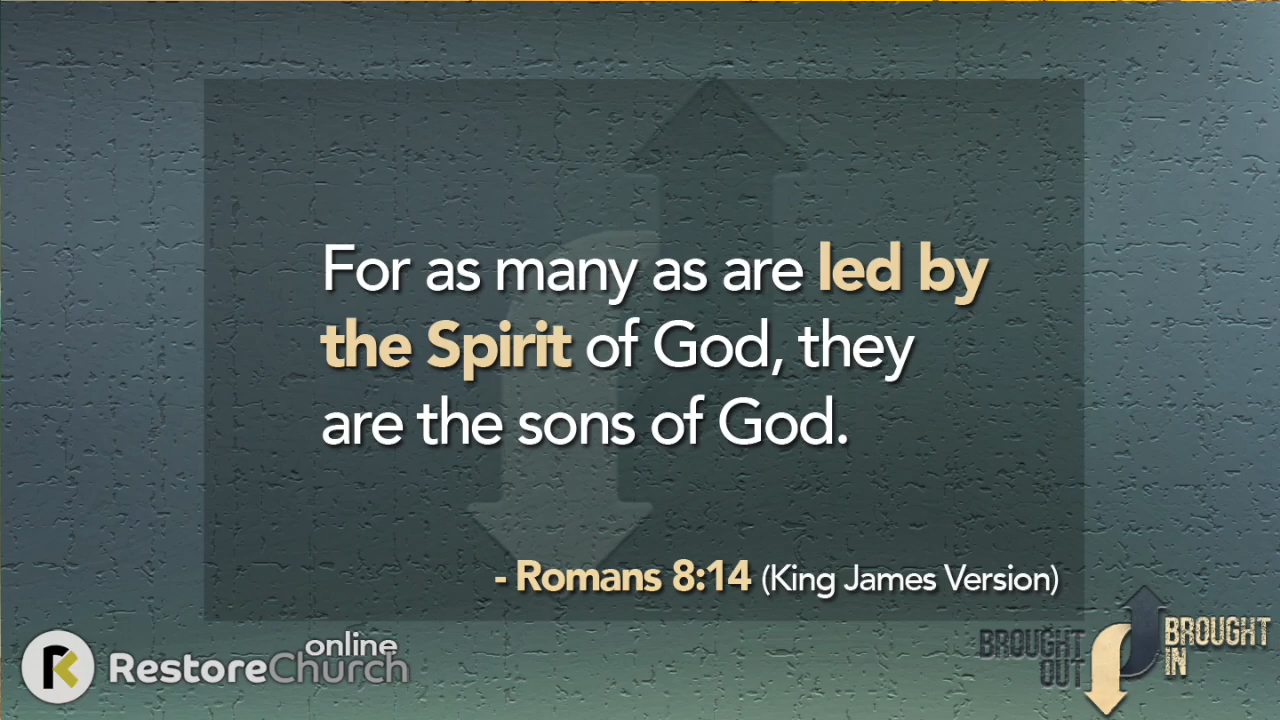 For as many as are led by
the Spirit of God, they
are the sons of God.
- Romans 8:14 (King James Version)
online
RestoreChurch
BROUGHT
OUT
BROUGHT
IN